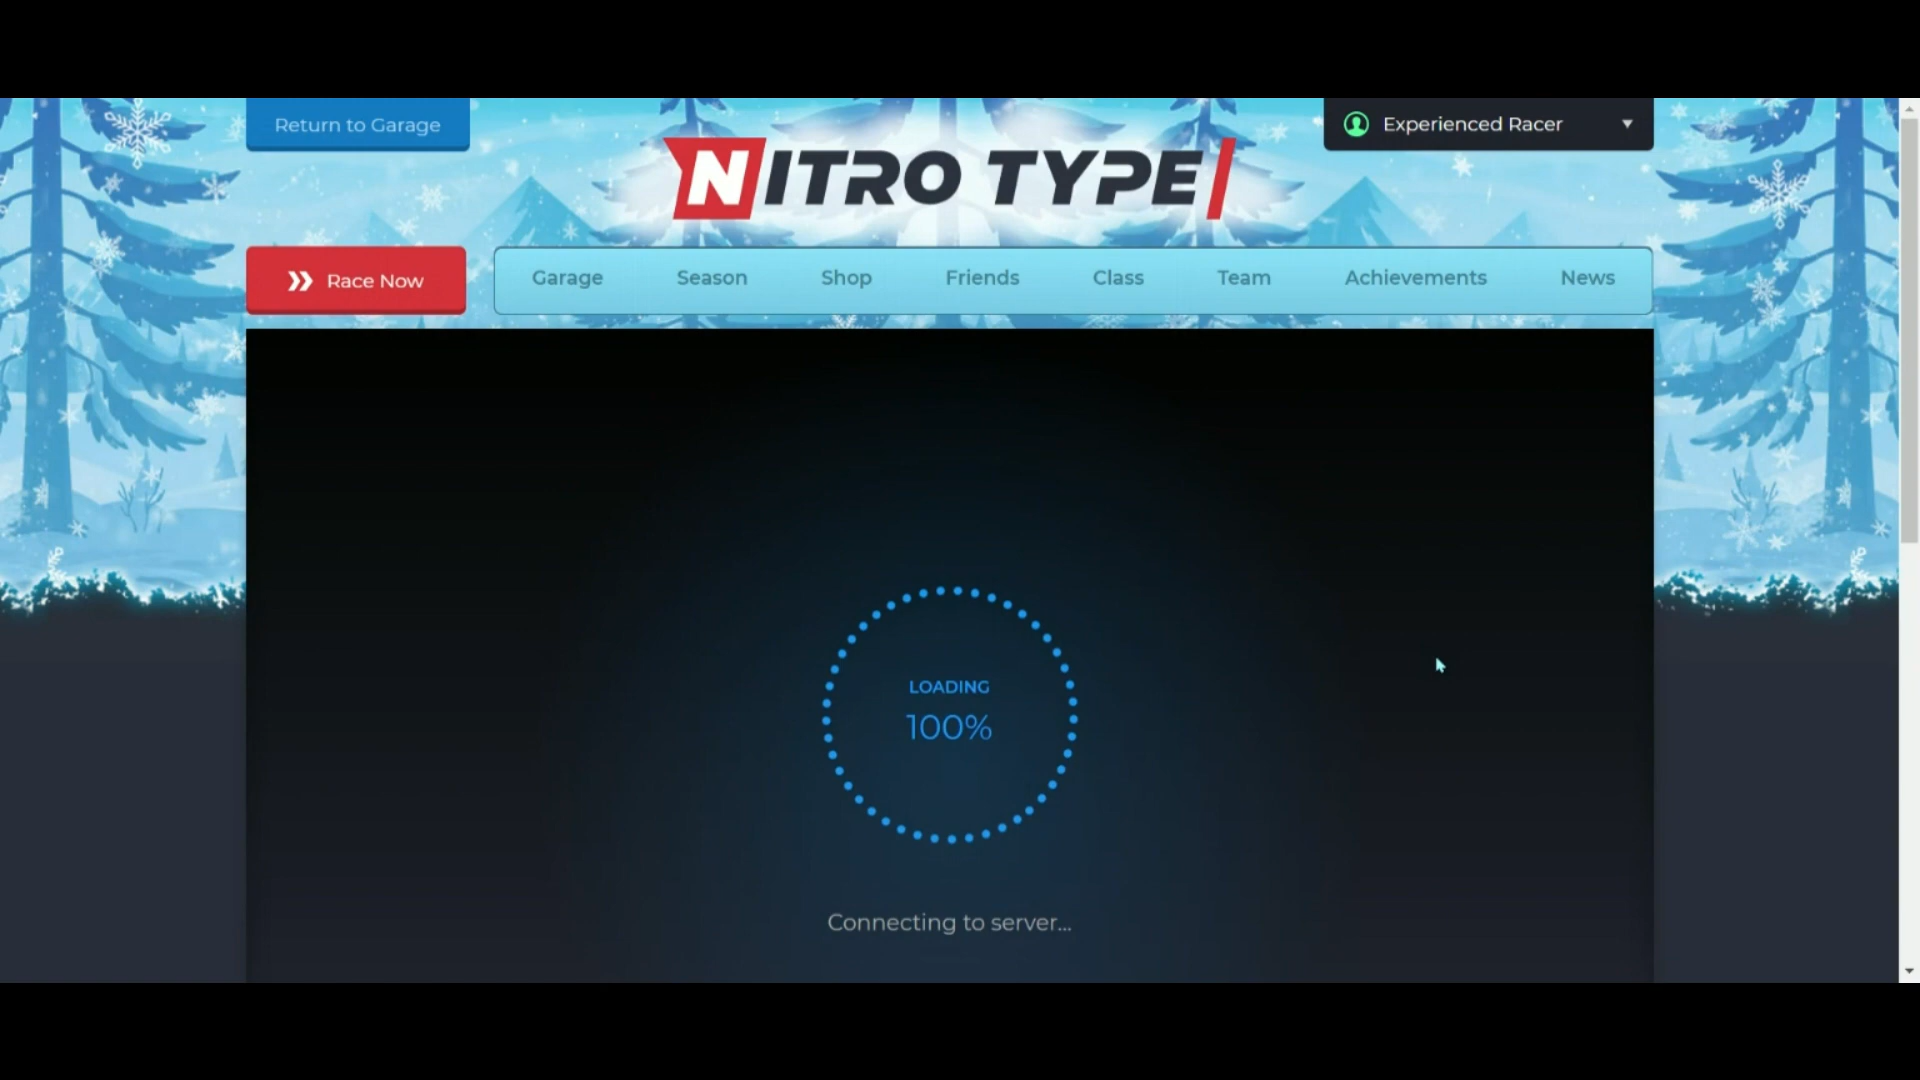 Return to Garage
Experienced Racer
NITRO TYPE
Race Now
Garage
Season
Shop
Friends
Class
Team
Achievements
News
LOADING
100%
Connecting to server...